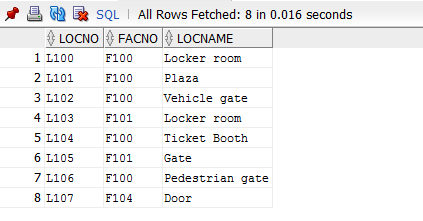 SQL | All Rows Fetched: 8 in 0.016 seconds
LOCNO FACNO LOCNAME
1 L100 F100 Locker room
2 L101 F100 Plaza
3 L102 F100 Vehicle gate
4 L103 F101 Locker room
5 L104 F100 Ticket Booth
6 L105 F101 Gate
7 L106 F100 Pedestrian gate
8 L107 F104 Door